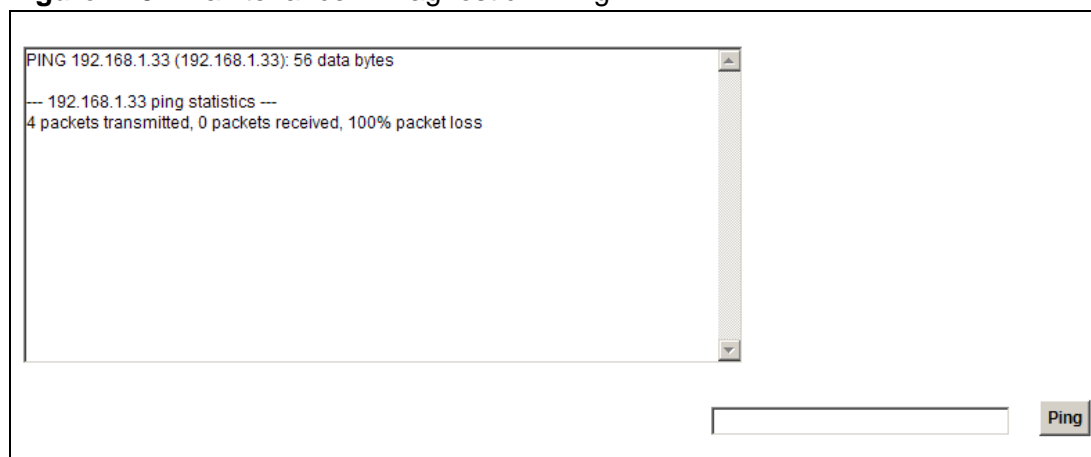 PING 192.168.1.33 (192.168.1.33): 56 data bytes
--- 192.168.1.33 ping statistics ---
4 packets transmitted, 0 packets received, 100% packet loss
Ping